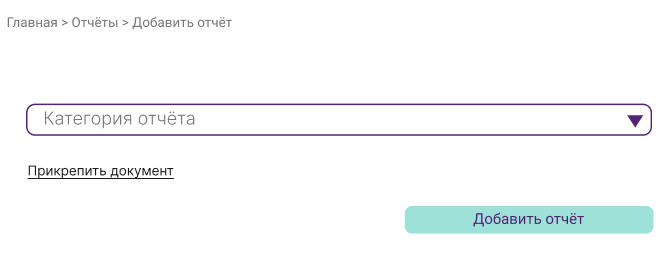 Главная > Отчёты > Добавить отчёт
Категория отчёта
Прикрепить документ
Добавить отчёт